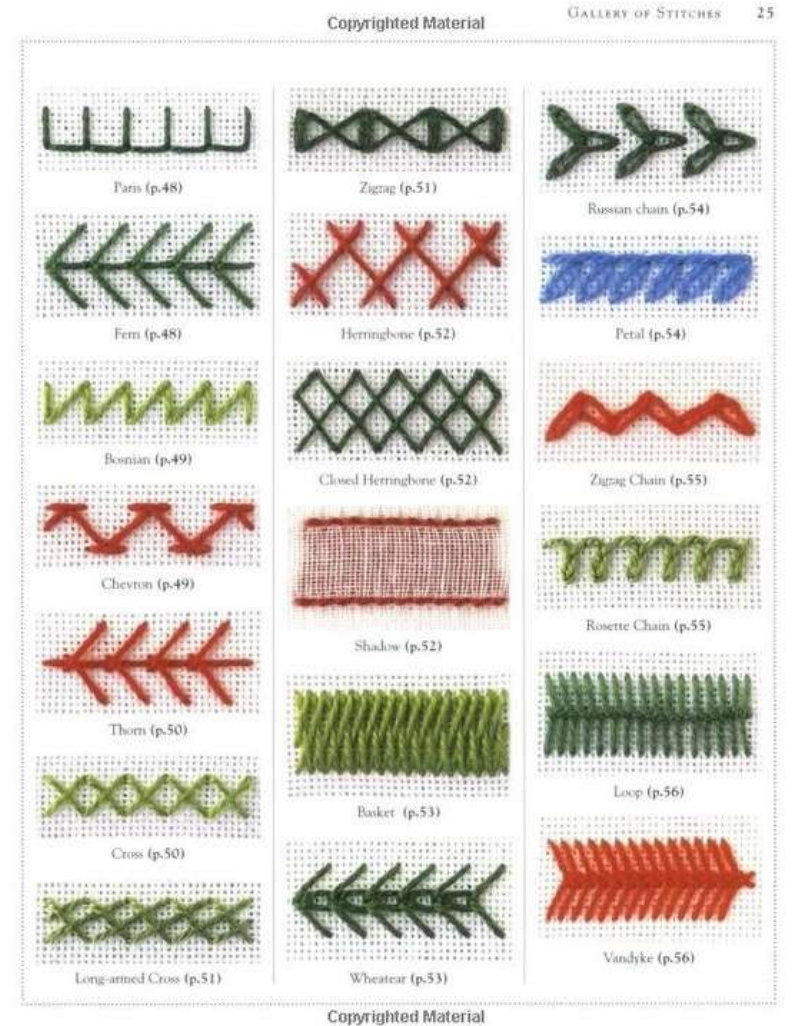 GALLERY OF STITCHES 25
Copyrighted Material
Paris (p.48)
Fern (p.48)
Bosnian (p.49)
Chevron (p.49)
Thorn (p.50)
Cross (p.50)
Long-armed Cross (p.51)
Zigzag (p.51)
Herringbone (p.52)
Closed Herringbone (p.52)
Shadow (p.52)
Basket (p.53)
Wheatear (p.53)
Russian chain (p.54)
Petal (p.54)
Zigzag Chain (p.55)
Rosette Chain (p.55)
Loop (p.56)
Vandyke (p.56)
Copyrighted Material